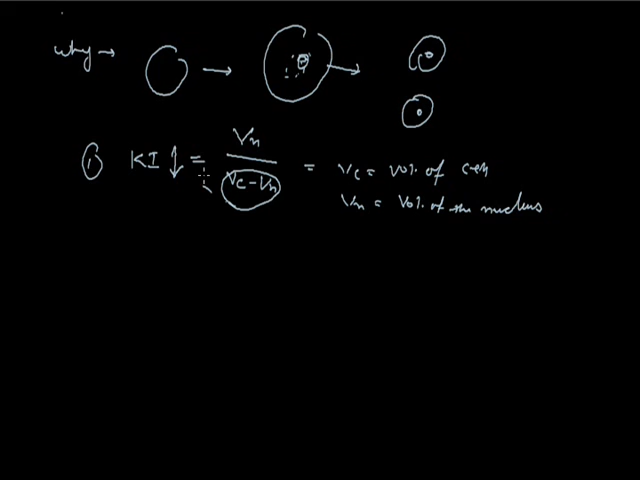 why →
① KI ↓ = Vn / (Vc - Vn) = Vc = Vol. of cell
Vn = Vol. of the nucleus